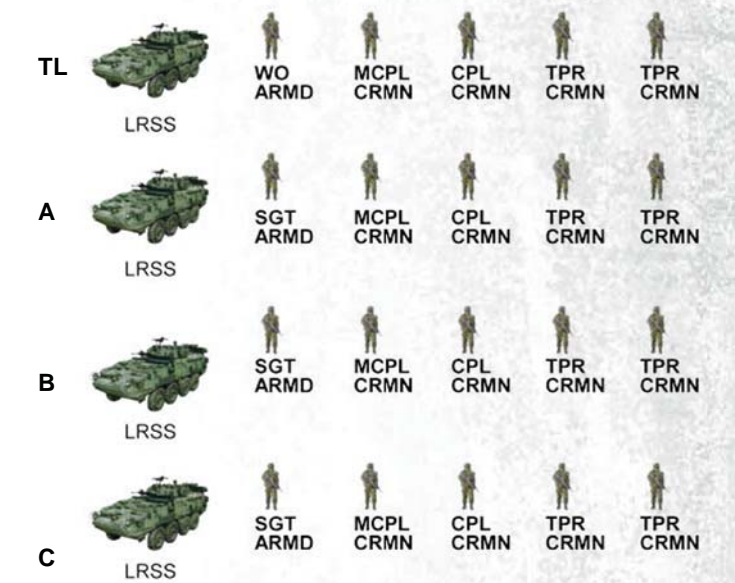 TL
WO MCPL CPL TPR TPR
ARMD CRMN CRMN CRMN CRMN
LRSS
A
SGT MCPL CPL TPR TPR
ARMD CRMN CRMN CRMN CRMN
LRSS
B
SGT MCPL CPL TPR TPR
ARMD CRMN CRMN CRMN CRMN
LRSS
SGT MCPL CPL TPR TPR
ARMD CRMN CRMN CRMN CRMN
C
LRSS